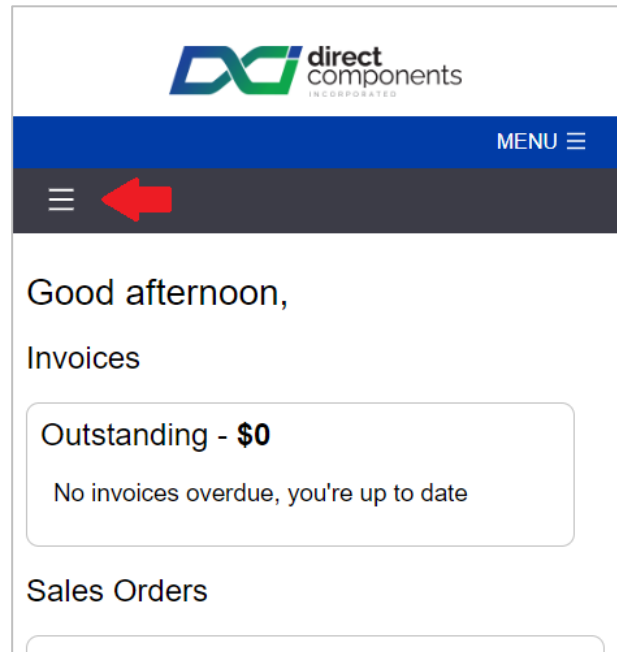 DCI direct
components
INCORPORATED
MENU
Good afternoon,
Invoices
Outstanding - $0
No invoices overdue, you're up to date
Sales Orders